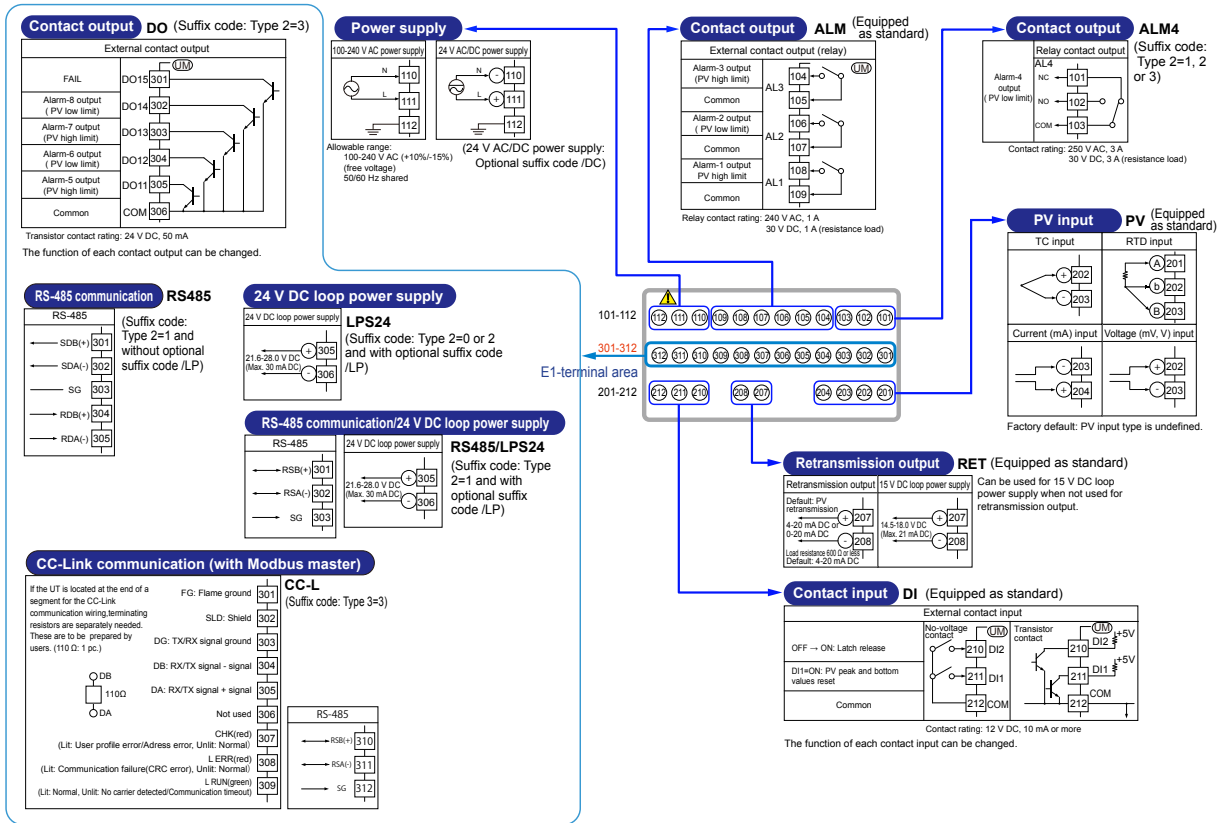 Contact output DO (Suffix code: Type 2=3)
External contact output
UM
FAIL
DO15 301
Alarm-8 output
( PV low limit)
DO14 302
Alarm-7 output
(PV high limit)
DO13 303
Alarm-6 output
( PV low limit)
DO12 304
Alarm-5 output
(PV high limit)
DO11 305
Common
COM 306
Transistor contact rating: 24 V DC, 50 mA
The function of each contact output can be changed.
Power supply
100-240 V AC power supply
N 110
L 111
112
24 V AC/DC power supply
N - 110
L + 111
112
Allowable range:
100-240 V AC (+10%/-15%)
(free voltage)
50/60 Hz shared
(24 V AC/DC power supply:
Optional suffix code /DC)
Contact output ALM (Equipped
as standard)
External contact output (relay)
UM
Alarm-3 output
(PV high limit)
104
AL3
Common
105
Alarm-2 output
( PV low limit)
106
AL2
Common
107
Alarm-1 output
PV high limit
108
AL1
Common
109
Relay contact rating: 240 V AC, 1 A
30 V DC, 1 A (resistance load)
Contact output ALM4
(Suffix code:
Type 2=1, 2
or 3)
Relay contact output
AL4
Alarm-4
output
( PV low limit)
NC 101
NO 102
COM 103
Contact rating: 250 V AC, 3 A
30 V DC, 3 A (resistance load)
PV input PV (Equipped
as standard)
TC input
+ 202
- 203
RTD input
A 201
b 202
B 203
Current (mA) input
- 203
+ 204
Voltage (mV, V) input
+ 202
- 203
Factory default: PV input type is undefined.
RS-485 communication RS485
RS-485
SDB(+) 301
SDA(-) 302
SG 303
RDB(+) 304
RDA(-) 305
(Suffix code:
Type 2=1 and
without optional
suffix code /LP)
24 V DC loop power supply
24 V DC loop power supply
LPS24
(Suffix code: Type 2=0 or 2
and with optional suffix code
/LP)
21.6-28.0 V DC
(Max. 30 mA DC)
+ 305
- 306
101-112
112 111 110 109 108 107 106 105 104 103 102 101
301-312
312 311 310 309 308 307 306 305 304 303 302 301
E1-terminal area
201-212
212 211 210 208 207 204 203 202 201
RS-485 communication/24 V DC loop power supply
RS-485
RSB(+) 301
RSA(-) 302
SG 303
24 V DC loop power supply
21.6-28.0 V DC
(Max. 30 mA DC)
+ 305
- 306
RS485/LPS24
(Suffix code: Type
2=1 and with
optional suffix
code /LP)
Retransmission output RET (Equipped as standard)
Retransmission output
Default: PV
retransmission
4-20 mA DC or
0-20 mA DC
+ 207
- 208
Load resistance 600 Ω or less
Default: 4-20 mA DC
15 V DC loop power supply
14.5-18.0 V DC
(Max. 21 mA DC)
+ 207
- 208
Can be used for 15 V DC loop
power supply when not used for
retransmission output.
CC-Link communication (with Modbus master)
CC-L
(Suffix code: Type 3=3)
If the UT is located at the end of a
segment for the CC-Link
communication wiring,terminating
resistors are separately needed.
These are to be prepared by
users. (110 Ω: 1 pc.)
DB
110Ω
DA
FG: Flame ground 301
SLD: Shield 302
DG: TX/RX signal ground 303
DB: RX/TX signal - signal 304
DA: RX/TX signal + signal 305
Not used 306
CHK(red)
(Lit: User profile error/Adress error, Unlit: Normal)
307
L ERR(red)
(Lit: Communication failure(CRC error), Unlit: Normal)
308
L RUN(green)
(Lit: Normal, Unlit: No carrier detected/Communication timeout)
309
RS-485
RSB(+) 310
RSA(-) 311
SG 312
Contact input DI (Equipped as standard)
External contact input
No-voltage
contact
UM
Transistor
contact
UM
OFF → ON: Latch release
210 DI2
210 DI2 +5V
DI1=ON: PV peak and bottom
values reset
211 DI1
211 DI1 +5V
Common
212 COM
212 COM
Contact rating: 12 V DC, 10 mA or more
The function of each contact input can be changed.